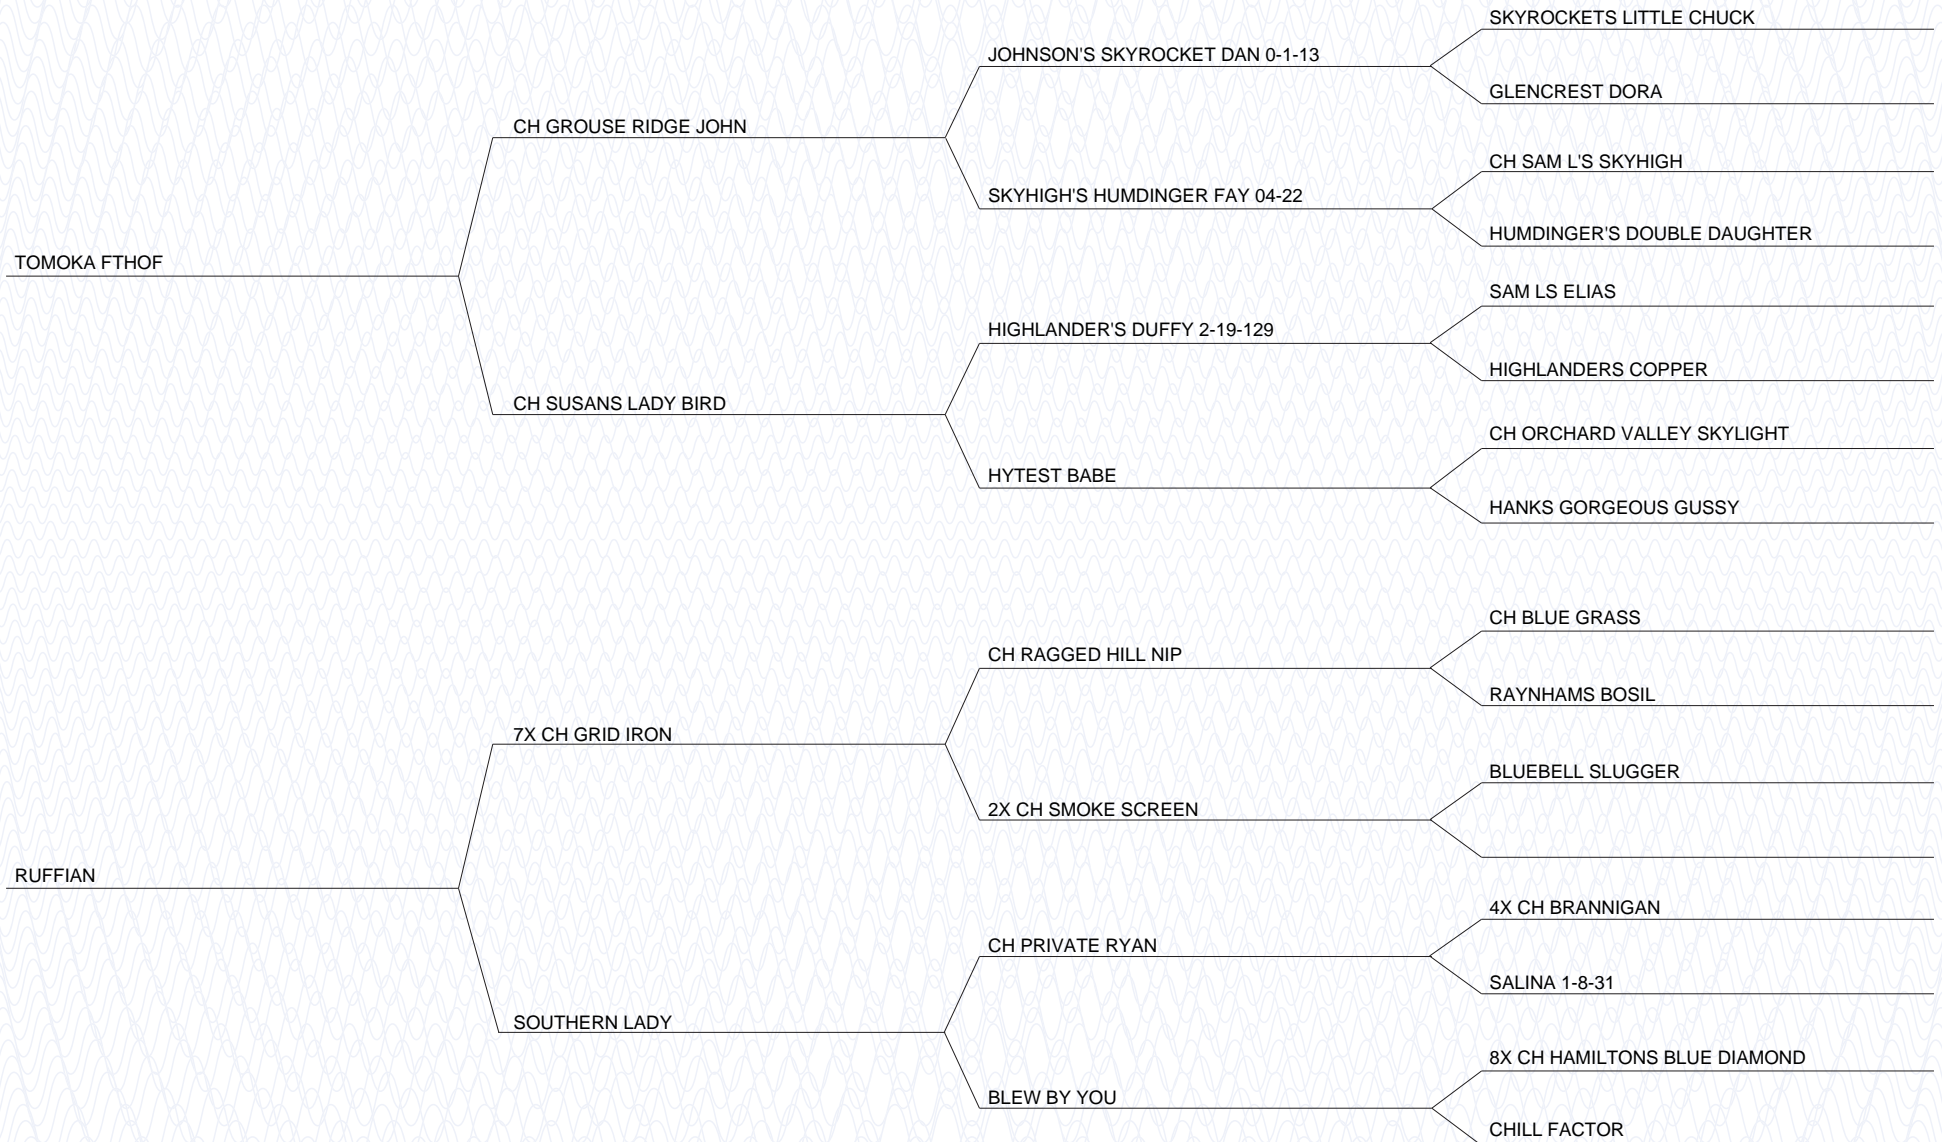 SKYROCKETS LITTLE CHUCK
JOHNSON'S SKYROCKET DAN 0-1-13
GLENCREST DORA
CH GROUSE RIDGE JOHN
CH SAM L'S SKYHIGH
SKYHIGH'S HUMDINGER FAY 04-22
HUMDINGER'S DOUBLE DAUGHTER
TOMOKA FTHOF
SAM LS ELIAS
HIGHLANDER'S DUFFY 2-19-129
HIGHLANDERS COPPER
CH SUSANS LADY BIRD
CH ORCHARD VALLEY SKYLIGHT
HYTEST BABE
HANKS GORGEOUS GUSSY
CH BLUE GRASS
CH RAGGED HILL NIP
RAYNHAMS BOSIL
7X CH GRID IRON
BLUEBELL SLUGGER
2X CH SMOKE SCREEN
RUFFIAN
4X CH BRANNIGAN
CH PRIVATE RYAN
SALINA 1-8-31
SOUTHERN LADY
8X CH HAMILTONS BLUE DIAMOND
BLEW BY YOU
CHILL FACTOR